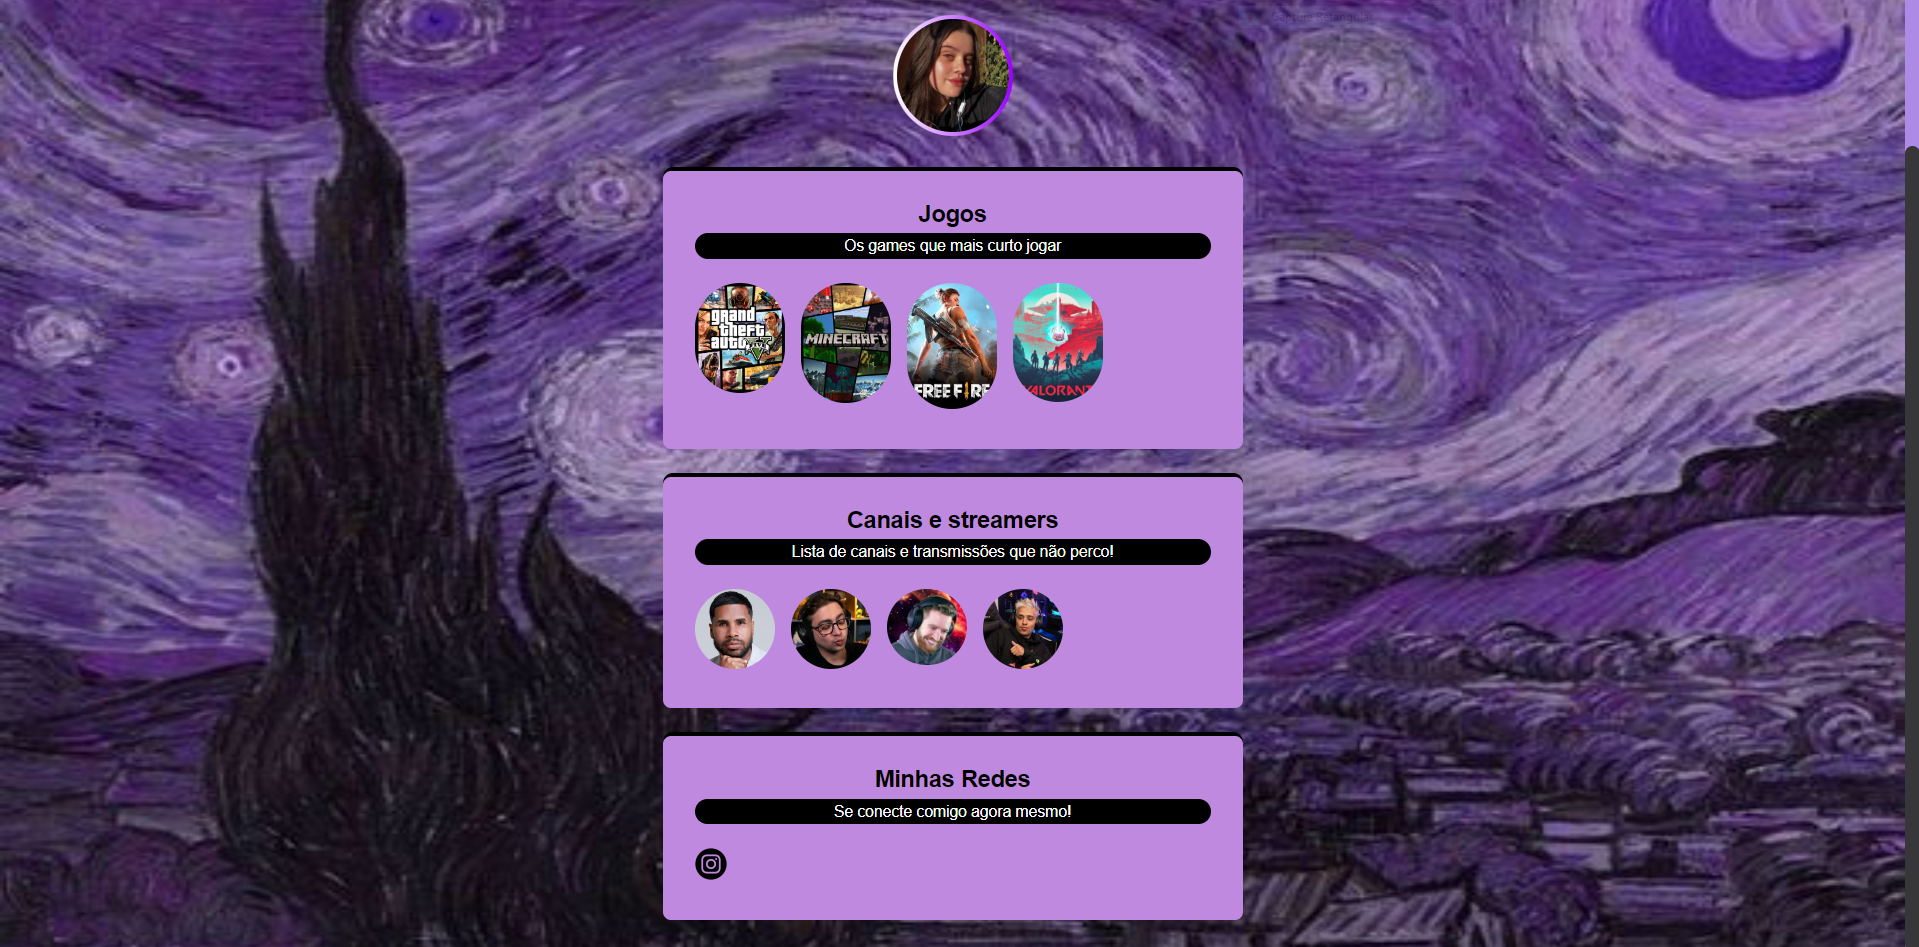 Jogos
Os games que mais curto jogar
grand
theft
auto
V
MINECRAFT
FREE FIRE
VALORANT
Canais e streamers
Lista de canais e transmissões que não perco!
Minhas Redes
Se conecte comigo agora mesmo!